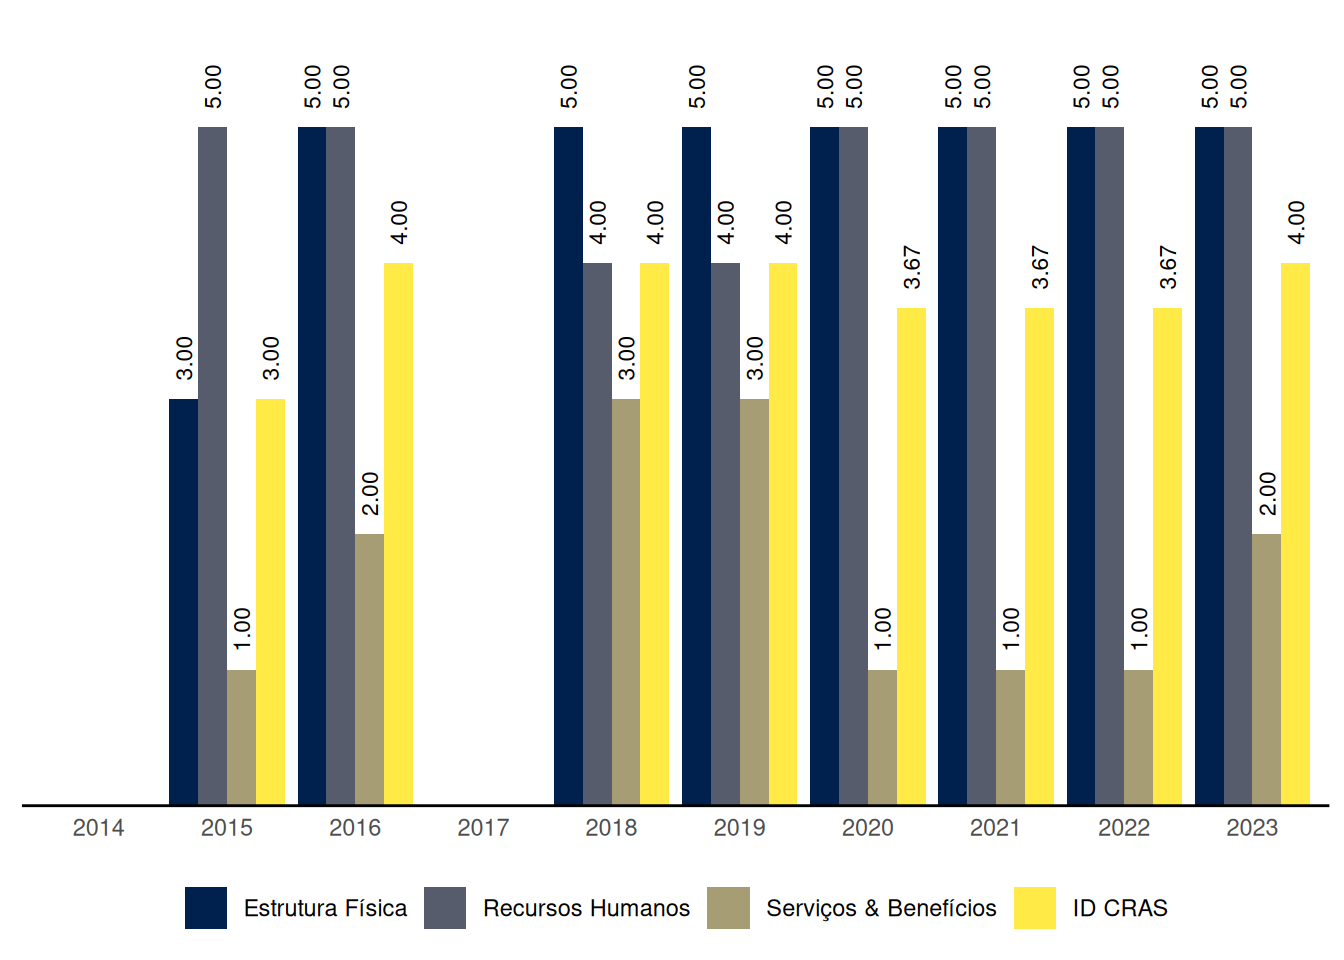 5.00 5.00 5.00 5.00 5.00 5.00 5.00 5.00 5.00 5.00 5.00 5.00 5.00
4.00 4.00 4.00 4.00 4.00 4.00
3.67 3.67 3.67
3.00 3.00 3.00 3.00
2.00 2.00
1.00 1.00 1.00 1.00
2014 2015 2016 2017 2018 2019 2020 2021 2022 2023
Estrutura Física Recursos Humanos Serviços & Benefícios ID CRAS